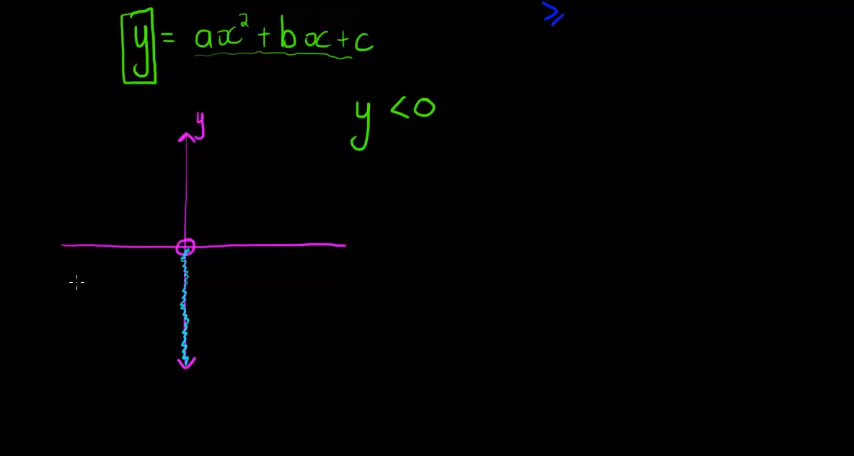 y = ax² + bx + c
⩾
y < 0
y